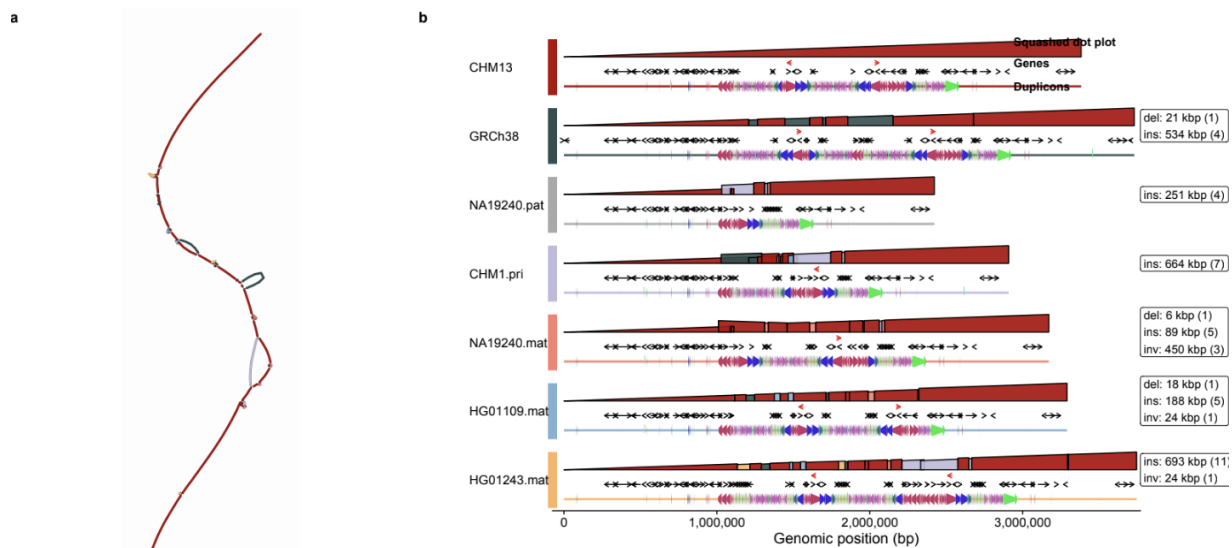 a
b
Squashed dot plot
CHM13
Genes
Duplicons
GRCh38
del: 21 kbp (1)
ins: 534 kbp (4)
NA19240.pat
ins: 251 kbp (4)
CHM1.pri
ins: 664 kbp (7)
NA19240.mat
del: 6 kbp (1)
ins: 89 kbp (5)
inv: 450 kbp (3)
HG01109.mat
del: 18 kbp (1)
ins: 188 kbp (5)
inv: 24 kbp (1)
HG01243.mat
ins: 693 kbp (11)
inv: 24 kbp (1)
0 1,000,000 2,000,000 3,000,000
Genomic position (bp)